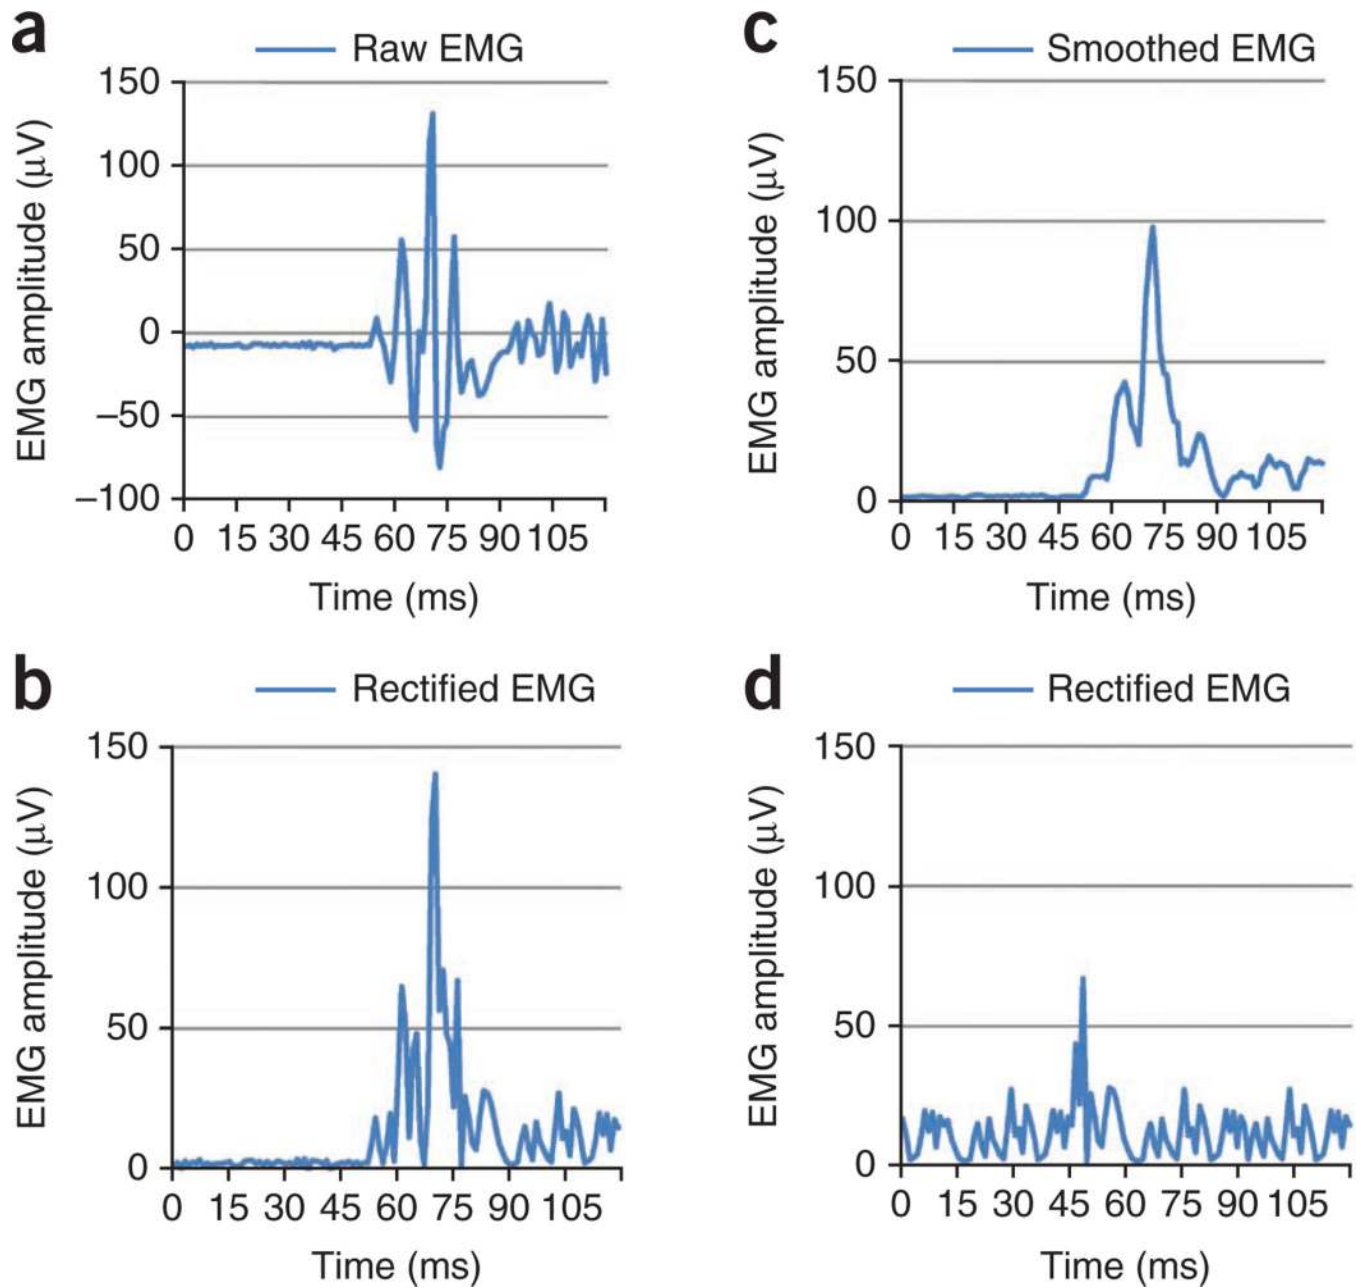 a
Raw EMG
EMG amplitude (μV)
150
100
50
0
–50
–100
0 15 30 45 60 75 90 105
Time (ms)
b
Rectified EMG
EMG amplitude (μV)
150
100
50
0
0 15 30 45 60 75 90 105
Time (ms)
c
Smoothed EMG
EMG amplitude (μV)
150
100
50
0
0 15 30 45 60 75 90 105
Time (ms)
d
Rectified EMG
EMG amplitude (μV)
150
100
50
0
0 15 30 45 60 75 90 105
Time (ms)